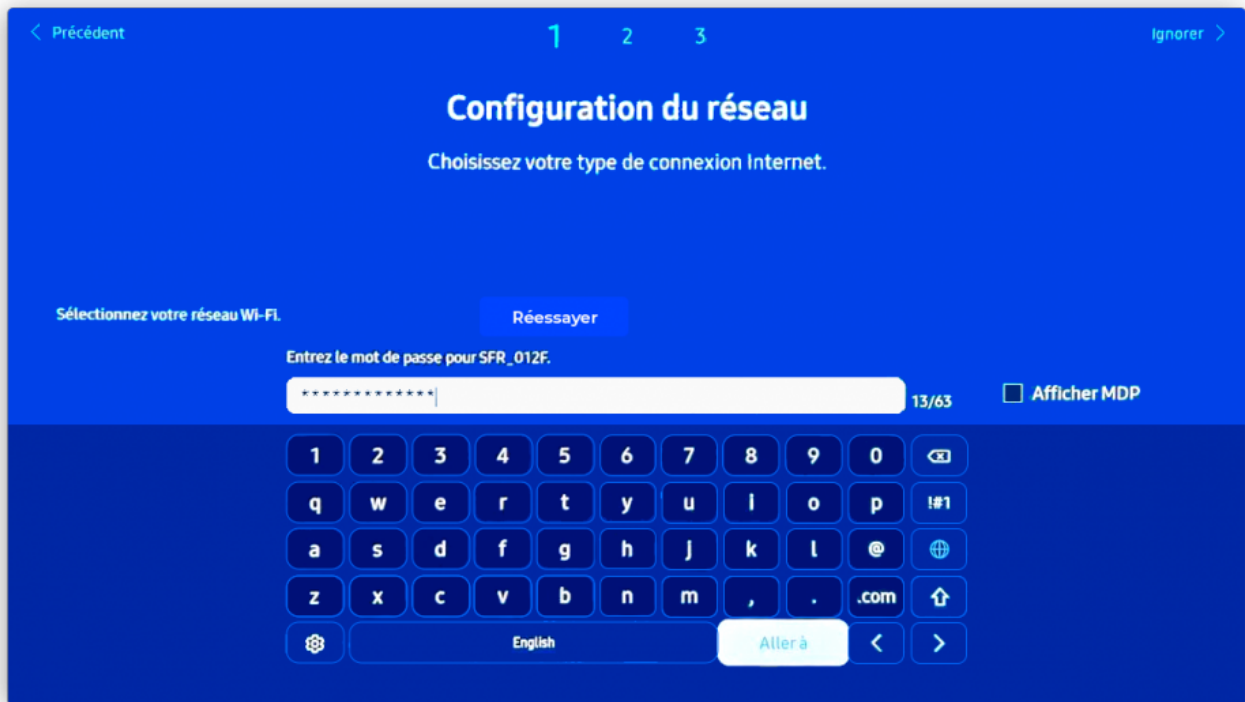 Précédent
1 2 3
Ignorer
Configuration du réseau
Choisissez votre type de connexion Internet.
Sélectionnez votre réseau Wi-Fi.
Réessayer
Entrez le mot de passe pour SFR_012F.
*************
13/63
Afficher MDP
1 2 3 4 5 6 7 8 9 0
q w e r t y u i o p !#1
a s d f g h j k l @
z x c v b n m , . .com
English Aller à